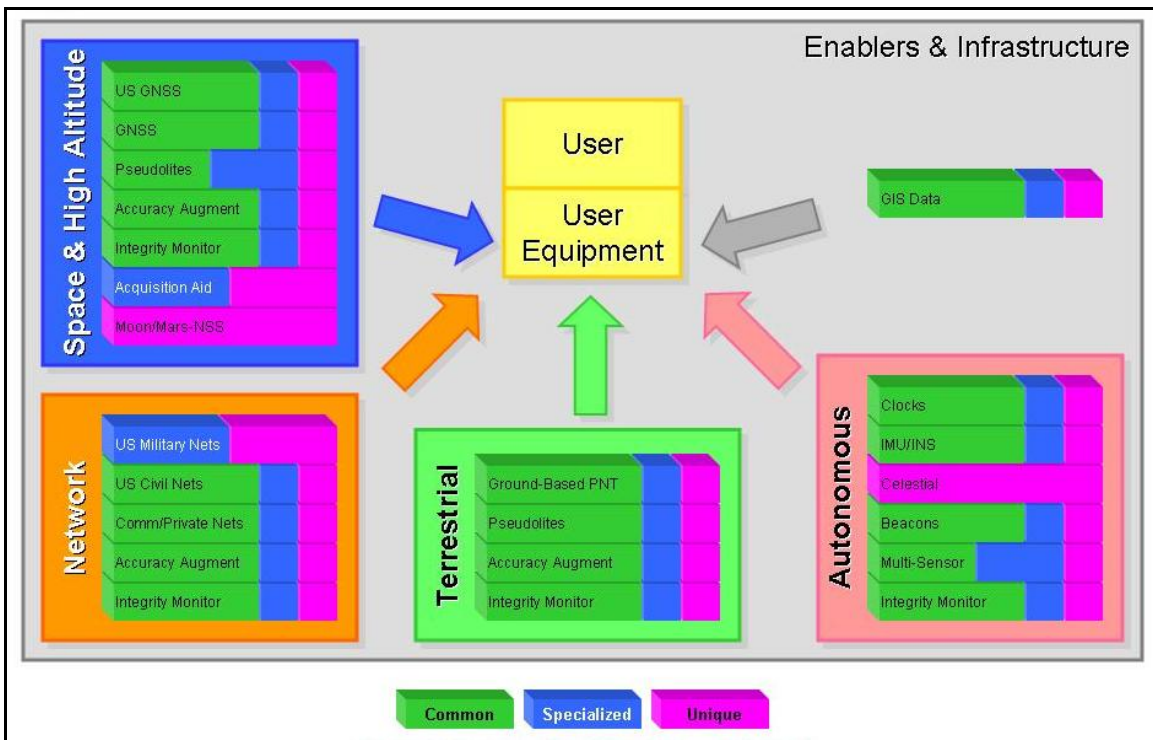 Enablers & Infrastructure
Space & High Altitude
US GNSS
GNSS
Pseudolites
Accuracy Augment
Integrity Monitor
Acquisition Aid
Moon/Mars-NSS
User
User
Equipment
GIS Data
Network
US Military Nets
US Civil Nets
Comm/Private Nets
Accuracy Augment
Integrity Monitor
Terrestrial
Ground-Based PNT
Pseudolites
Accuracy Augment
Integrity Monitor
Autonomous
Clocks
IMU/INS
Celestial
Beacons
Multi-Sensor
Integrity Monitor
Common
Specialized
Unique